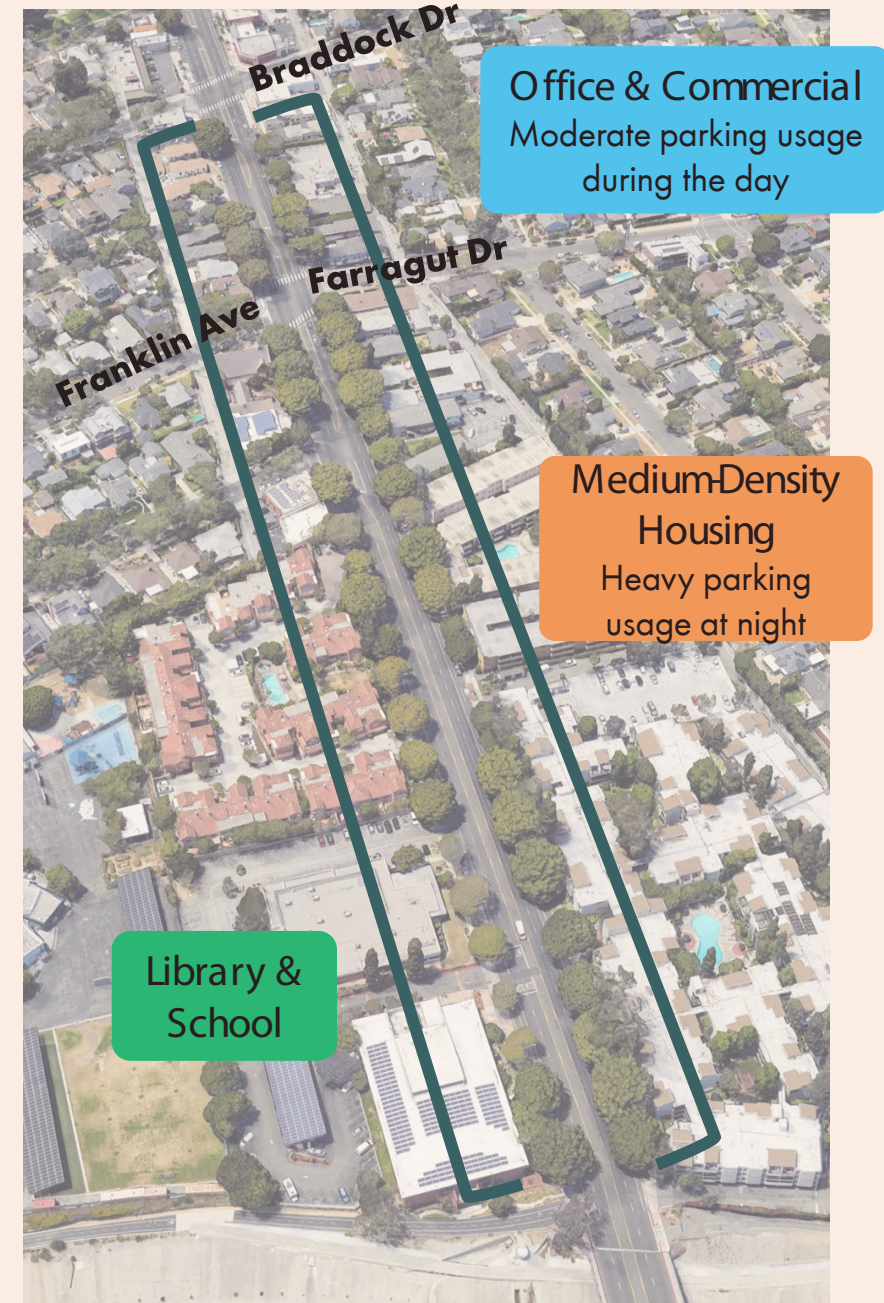 Braddock Dr
Office & Commercial
Moderate parking usage
during the day
Farragut Dr
Franklin Ave
Medium-Density
Housing
Heavy parking
usage at night
Library &
School